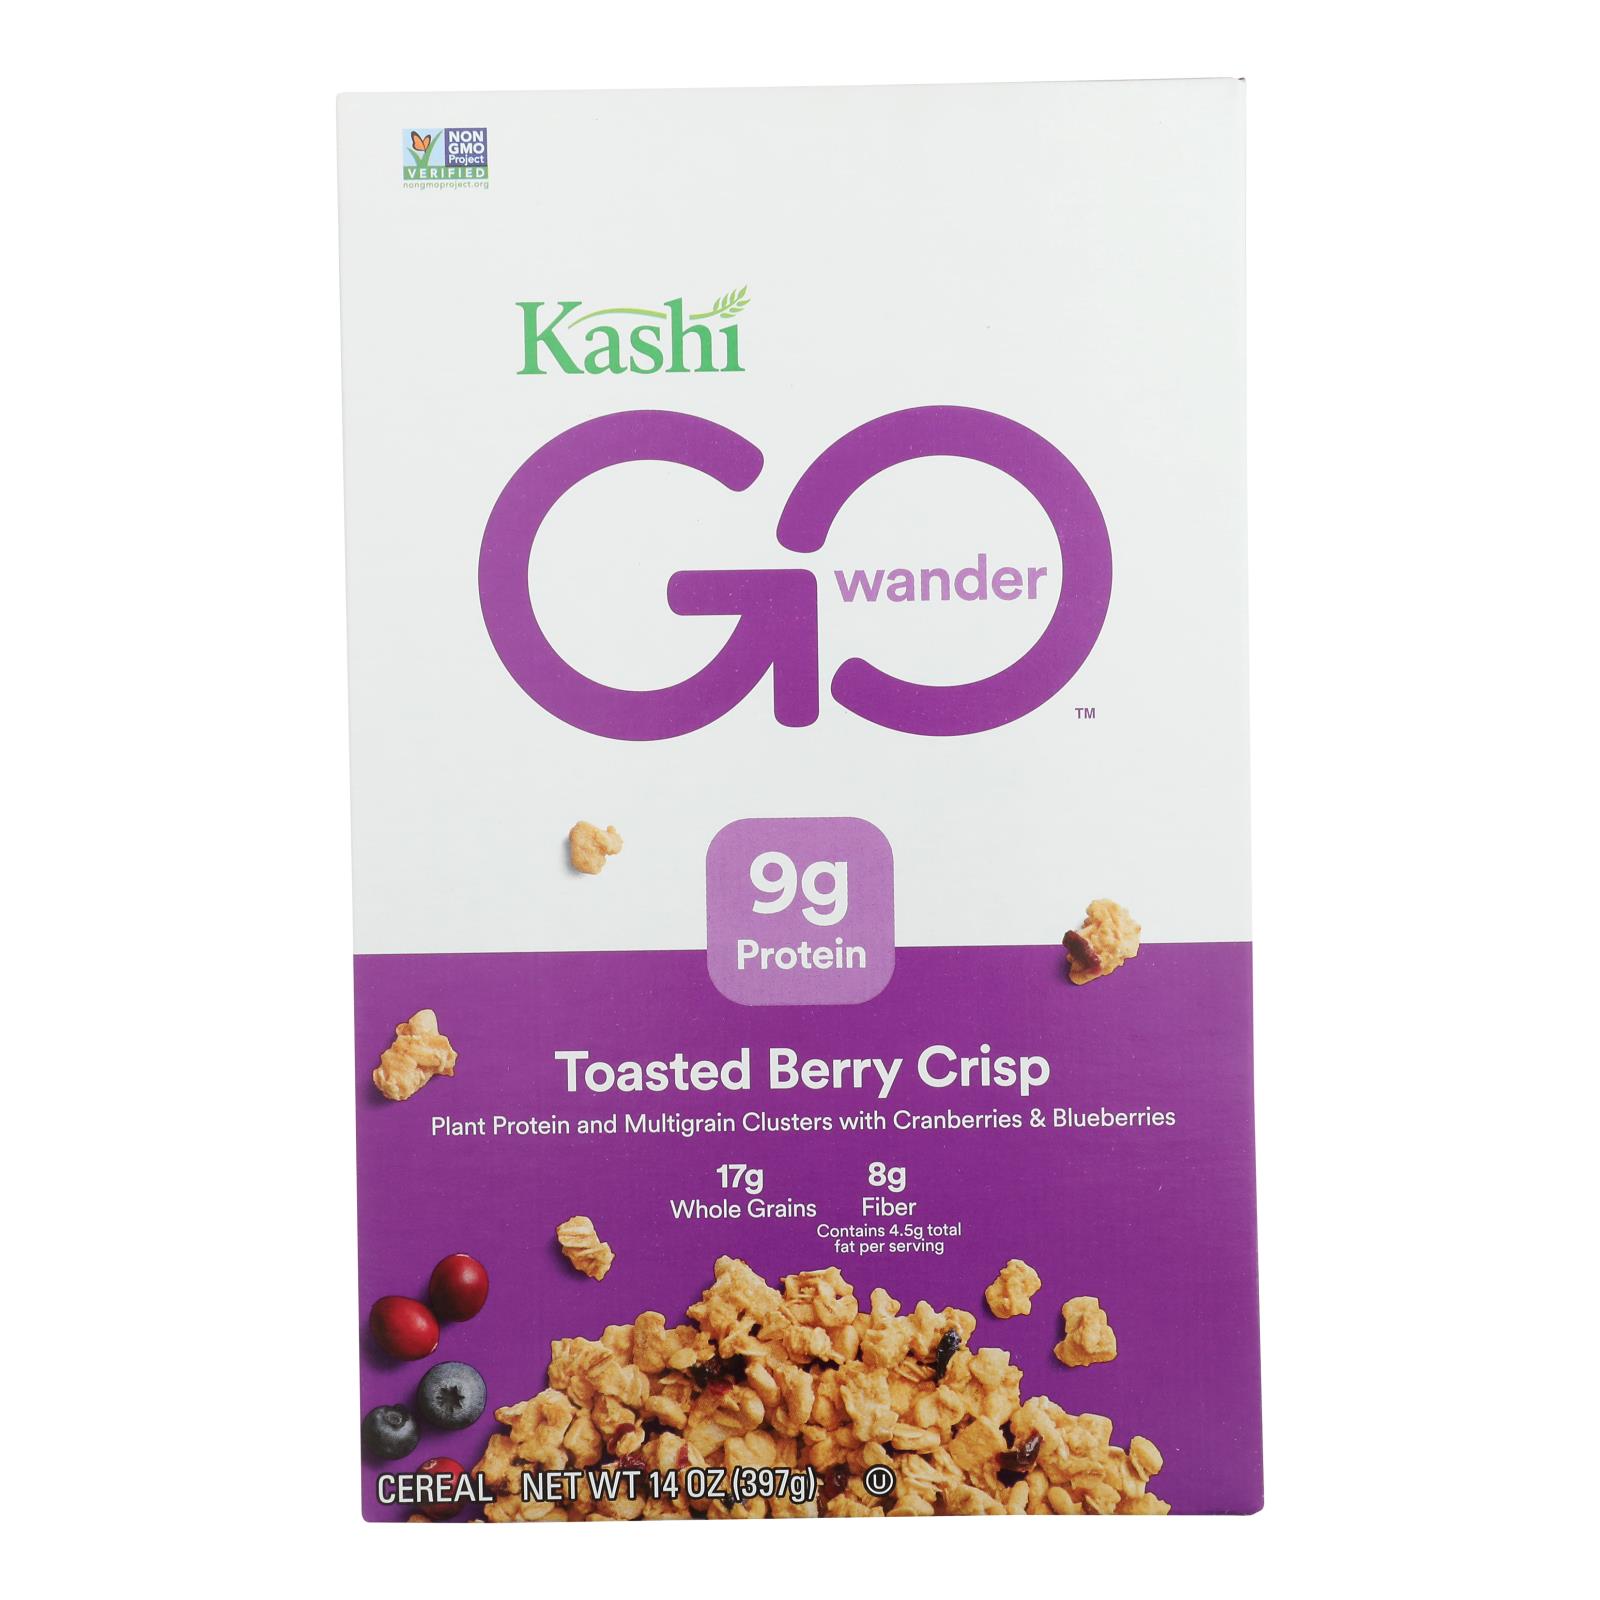 NON
GMO
Project
VERIFIED
nongmoproject.org
Kashi
GO
wander
TM
9g
Protein
Toasted Berry Crisp
Plant Protein and Multigrain Clusters with Cranberries & Blueberries
17g 8g
Whole Grains Fiber
Contains 4.5g total
fat per serving
CEREAL NET WT 14 OZ (397g) U